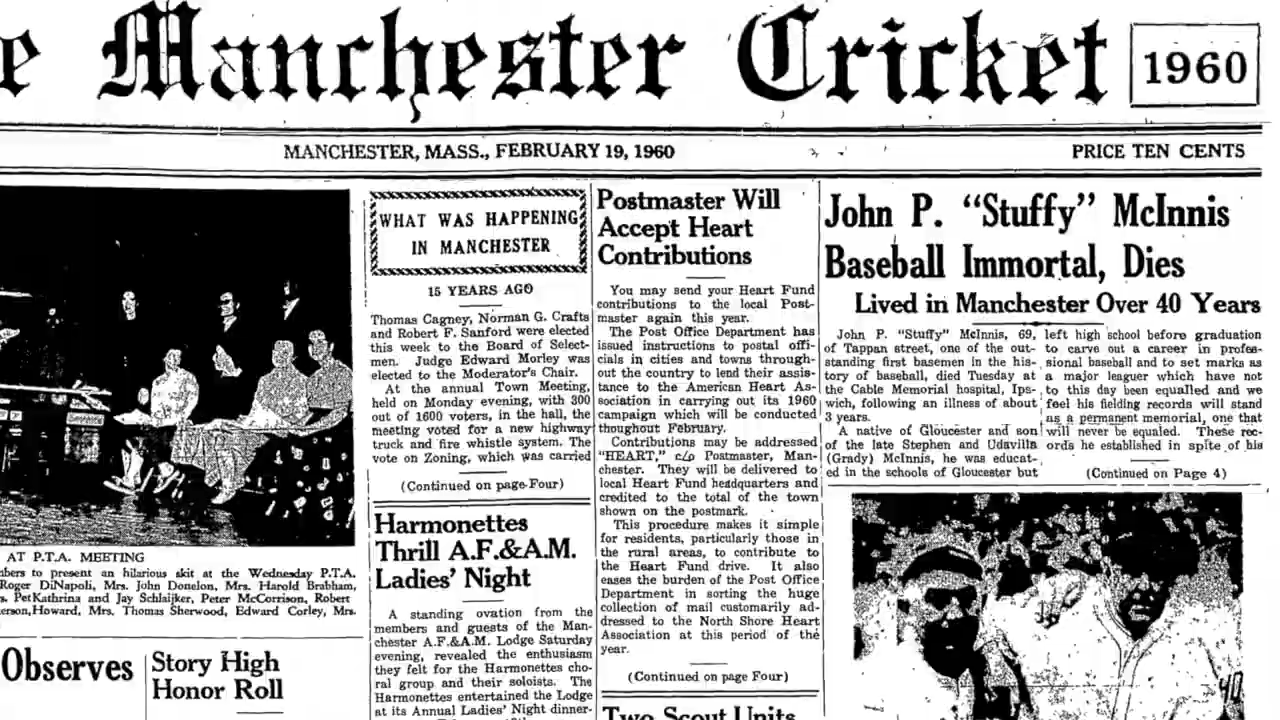 e Manchester Cricket
1960
MANCHESTER, MASS., FEBRUARY 19, 1960
PRICE TEN CENTS
AT P.T.A. MEETING
bers to present an hilarious skit at the Wednesday P.T.A.
Roger DiNapoli, Mrs. John Donelon, Mrs. Harold Brabham,
s. Pet Kathrina and Jay Schlaijker, Peter McCorrison, Robert
erson, Howard, Mrs. Thomas Sherwood, Edward Corley, Mrs.
Observes
Story High
Honor Roll
WHAT WAS HAPPENING
IN MANCHESTER
15 YEARS AGO
Thomas Cagney, Norman G. Crafts
and Robert F. Sanford were elected
this week to the Board of Select-
men. Judge Edward Morley was
elected to the Moderator's Chair.
At the annual Town Meeting,
held on Monday evening, with 300
out of 1600 voters, in the hall, the
meeting voted for a new highway
truck and fire whistle system. The
vote on Zoning, which was carried
(Continued on page Four)
Harmonettes
Thrill A.F.&A.M.
Ladies' Night
A standing ovation from the
members and guests of the Man-
chester A.F.&A.M. Lodge Saturday
evening, revealed the enthusiasm
they felt for the Harmonettes cho-
ral group and their soloists. The
Harmonettes entertained the Lodge
at its Annual Ladies' Night dinner-
Postmaster Will
Accept Heart
Contributions
You may send your Heart Fund
contributions to the local Post-
master again this year.
The Post Office Department has
issued instructions to postal offi-
cials in cities and towns through-
out the country to lend their assis-
tance to the American Heart As-
sociation in carrying out its 1960
campaign which will be conducted
thoughout February.
Contributions may be addressed
"HEART," c/o Postmaster, Man-
chester. They will be delivered to
local Heart Fund headquarters and
credited to the total of the town
shown on the postmark.
This procedure makes it simple
for residents, particularly those in
the rural areas, to contribute to
the Heart Fund drive. It also
eases the burden of the Post Office
Department in sorting the huge
collection of mail customarily ad-
dressed to the North Shore Heart
Association at this period of the
year.
(Continued on page Four)
Two Scout Units
John P. "Stuffy" McInnis
Baseball Immortal, Dies
Lived in Manchester Over 40 Years
John P. "Stuffy" McInnis, 69,
of Tappan street, one of the out-
standing first basemen in the his-
tory of baseball, died Tuesday at
the Cable Memorial hospital, Ips-
wich, following an illness of about
3 years.
A native of Gloucester and son
of the late Stephen and Udavilla
(Grady) McInnis, he was educat-
ed in the schools of Gloucester but
left high school before graduation
to carve out a career in profes-
sional baseball and to set marks as
a major leaguer which have not
to this day been equalled and we
feel his fielding records will stand
as a permanent memorial, one that
will never be equaled. These rec-
ords he established in spite of his
(Continued on Page 4)